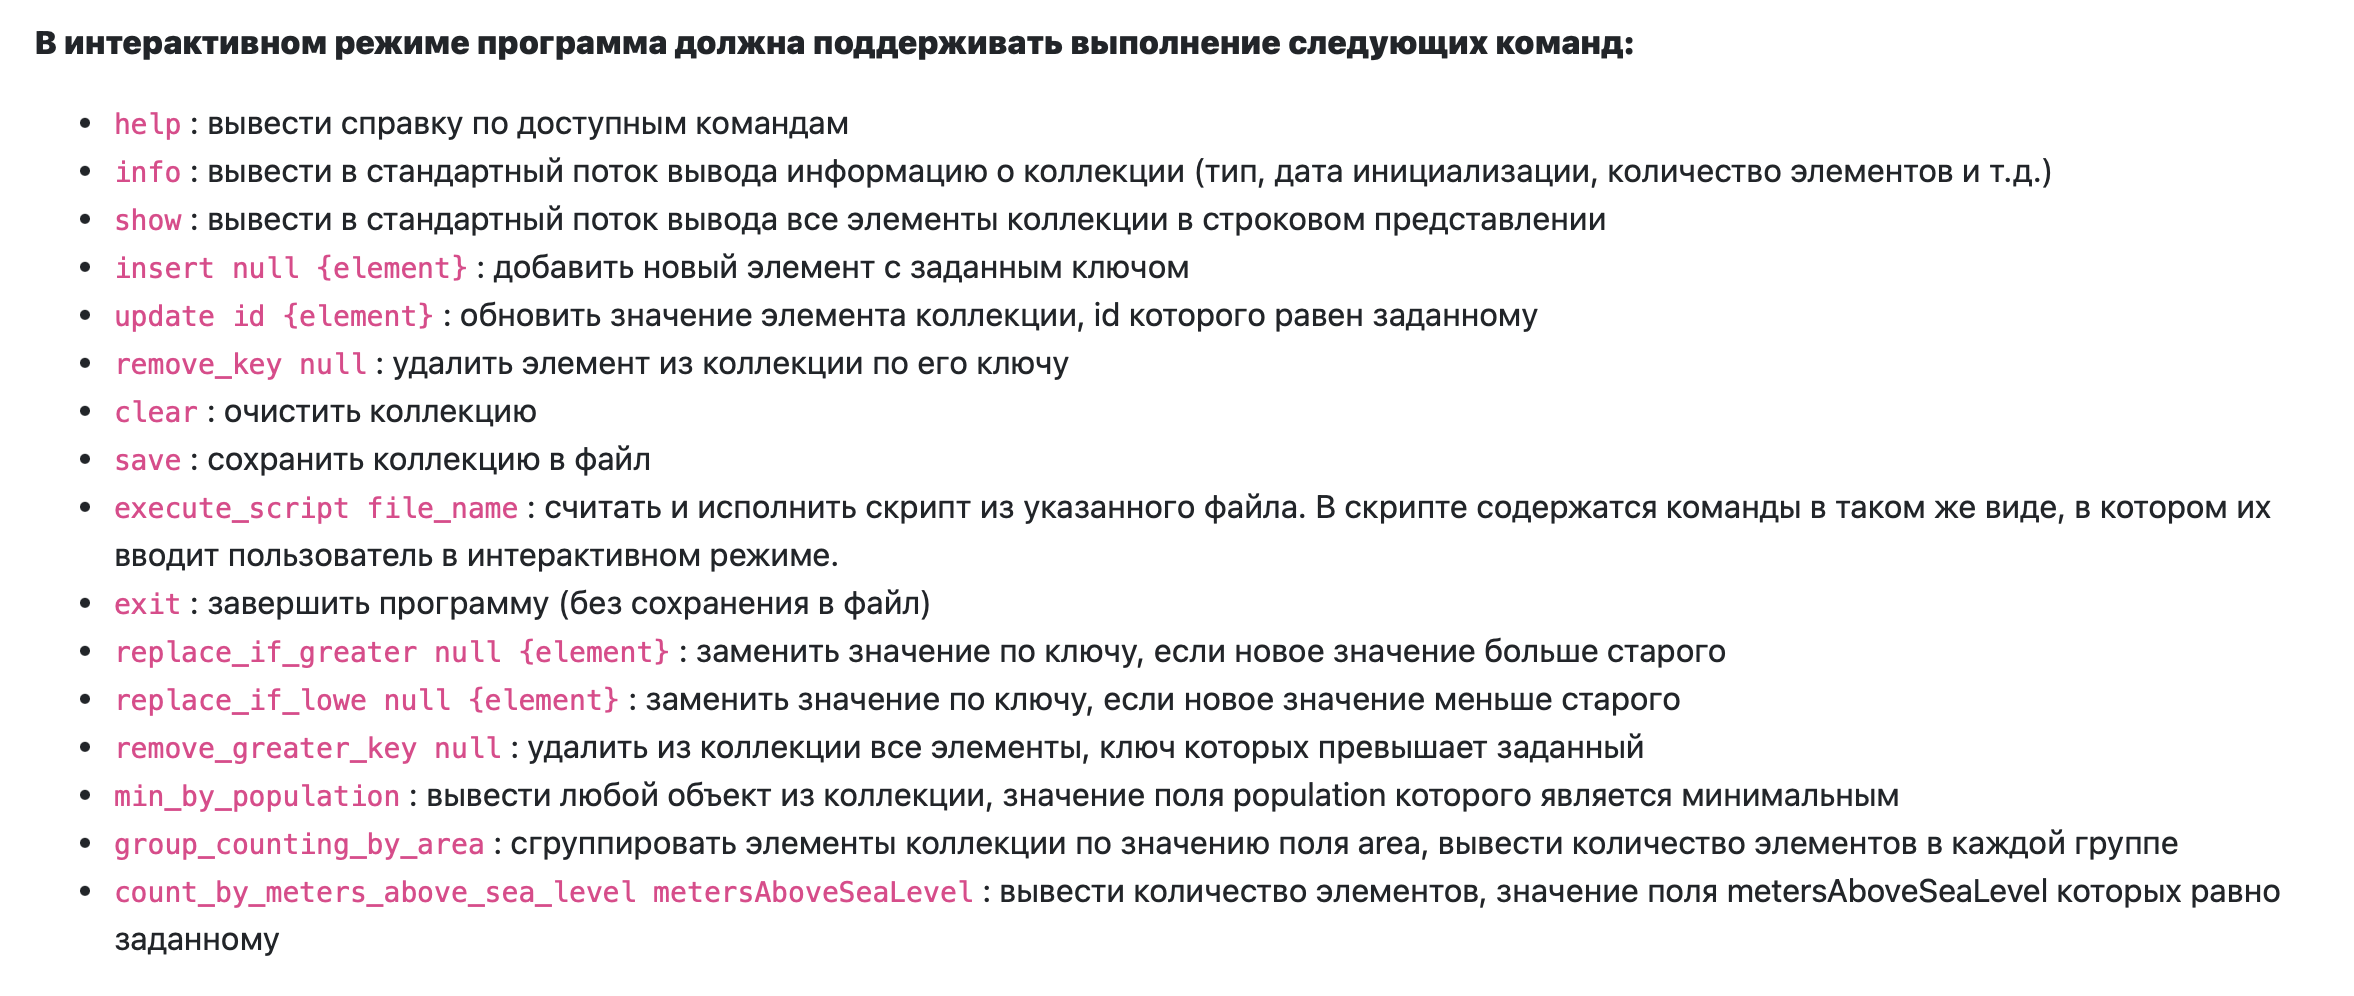 В интерактивном режиме программа должна поддерживать выполнение следующих команд:
• help : вывести справку по доступным командам
• info : вывести в стандартный поток вывода информацию о коллекции (тип, дата инициализации, количество элементов и т.д.)
• show : вывести в стандартный поток вывода все элементы коллекции в строковом представлении
• insert null {element} : добавить новый элемент с заданным ключом
• update id {element} : обновить значение элемента коллекции, id которого равен заданному
• remove_key null : удалить элемент из коллекции по его ключу
• clear : очистить коллекцию
• save : сохранить коллекцию в файл
• execute_script file_name : считать и исполнить скрипт из указанного файла. В скрипте содержатся команды в таком же виде, в котором их
вводит пользователь в интерактивном режиме.
• exit : завершить программу (без сохранения в файл)
• replace_if_greater null {element} : заменить значение по ключу, если новое значение больше старого
• replace_if_lowe null {element} : заменить значение по ключу, если новое значение меньше старого
• remove_greater_key null : удалить из коллекции все элементы, ключ которых превышает заданный
• min_by_population : вывести любой объект из коллекции, значение поля population которого является минимальным
• group_counting_by_area : сгруппировать элементы коллекции по значению поля area, вывести количество элементов в каждой группе
• count_by_meters_above_sea_level metersAboveSeaLevel : вывести количество элементов, значение поля metersAboveSeaLevel которых равно
заданному